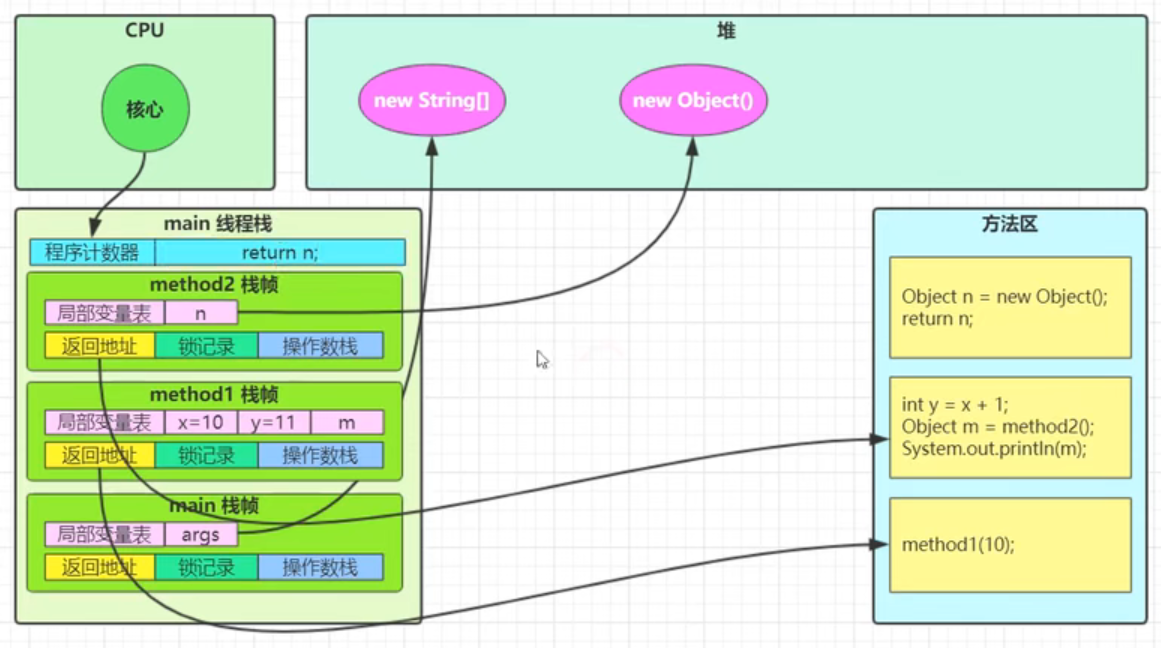 CPU
核心
堆
new String[]
new Object()
main 线程栈
程序计数器 return n;
method2 栈帧
局部变量表 n
返回地址 锁记录 操作数栈
method1 栈帧
局部变量表 x=10 y=11 m
返回地址 锁记录 操作数栈
main 栈帧
局部变量表 args
返回地址 锁记录 操作数栈
方法区
Object n = new Object();
return n;
int y = x + 1;
Object m = method2();
System.out.println(m);
method1(10);